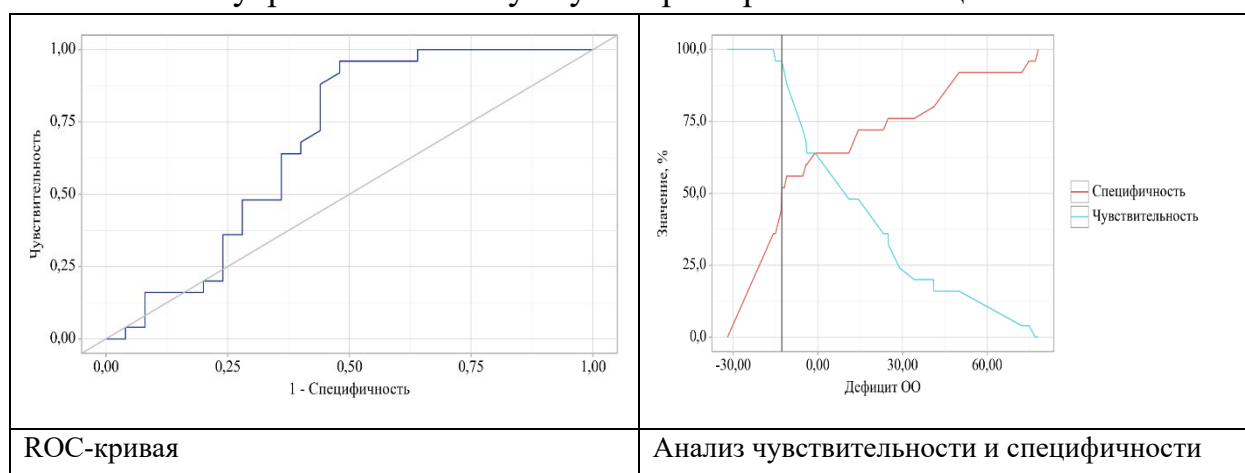 1,00
0,75
0,50
0,25
0,00
Чувствительность
0,00 0,25 0,50 0,75 1,00
1 - Специфичность
100,0
75,0
50,0
25,0
0,0
Значение, %
-30,00 0,00 30,00 60,00
Дефицит ОО
Специфичность
Чувствительность
ROC-кривая
Анализ чувствительности и специфичности